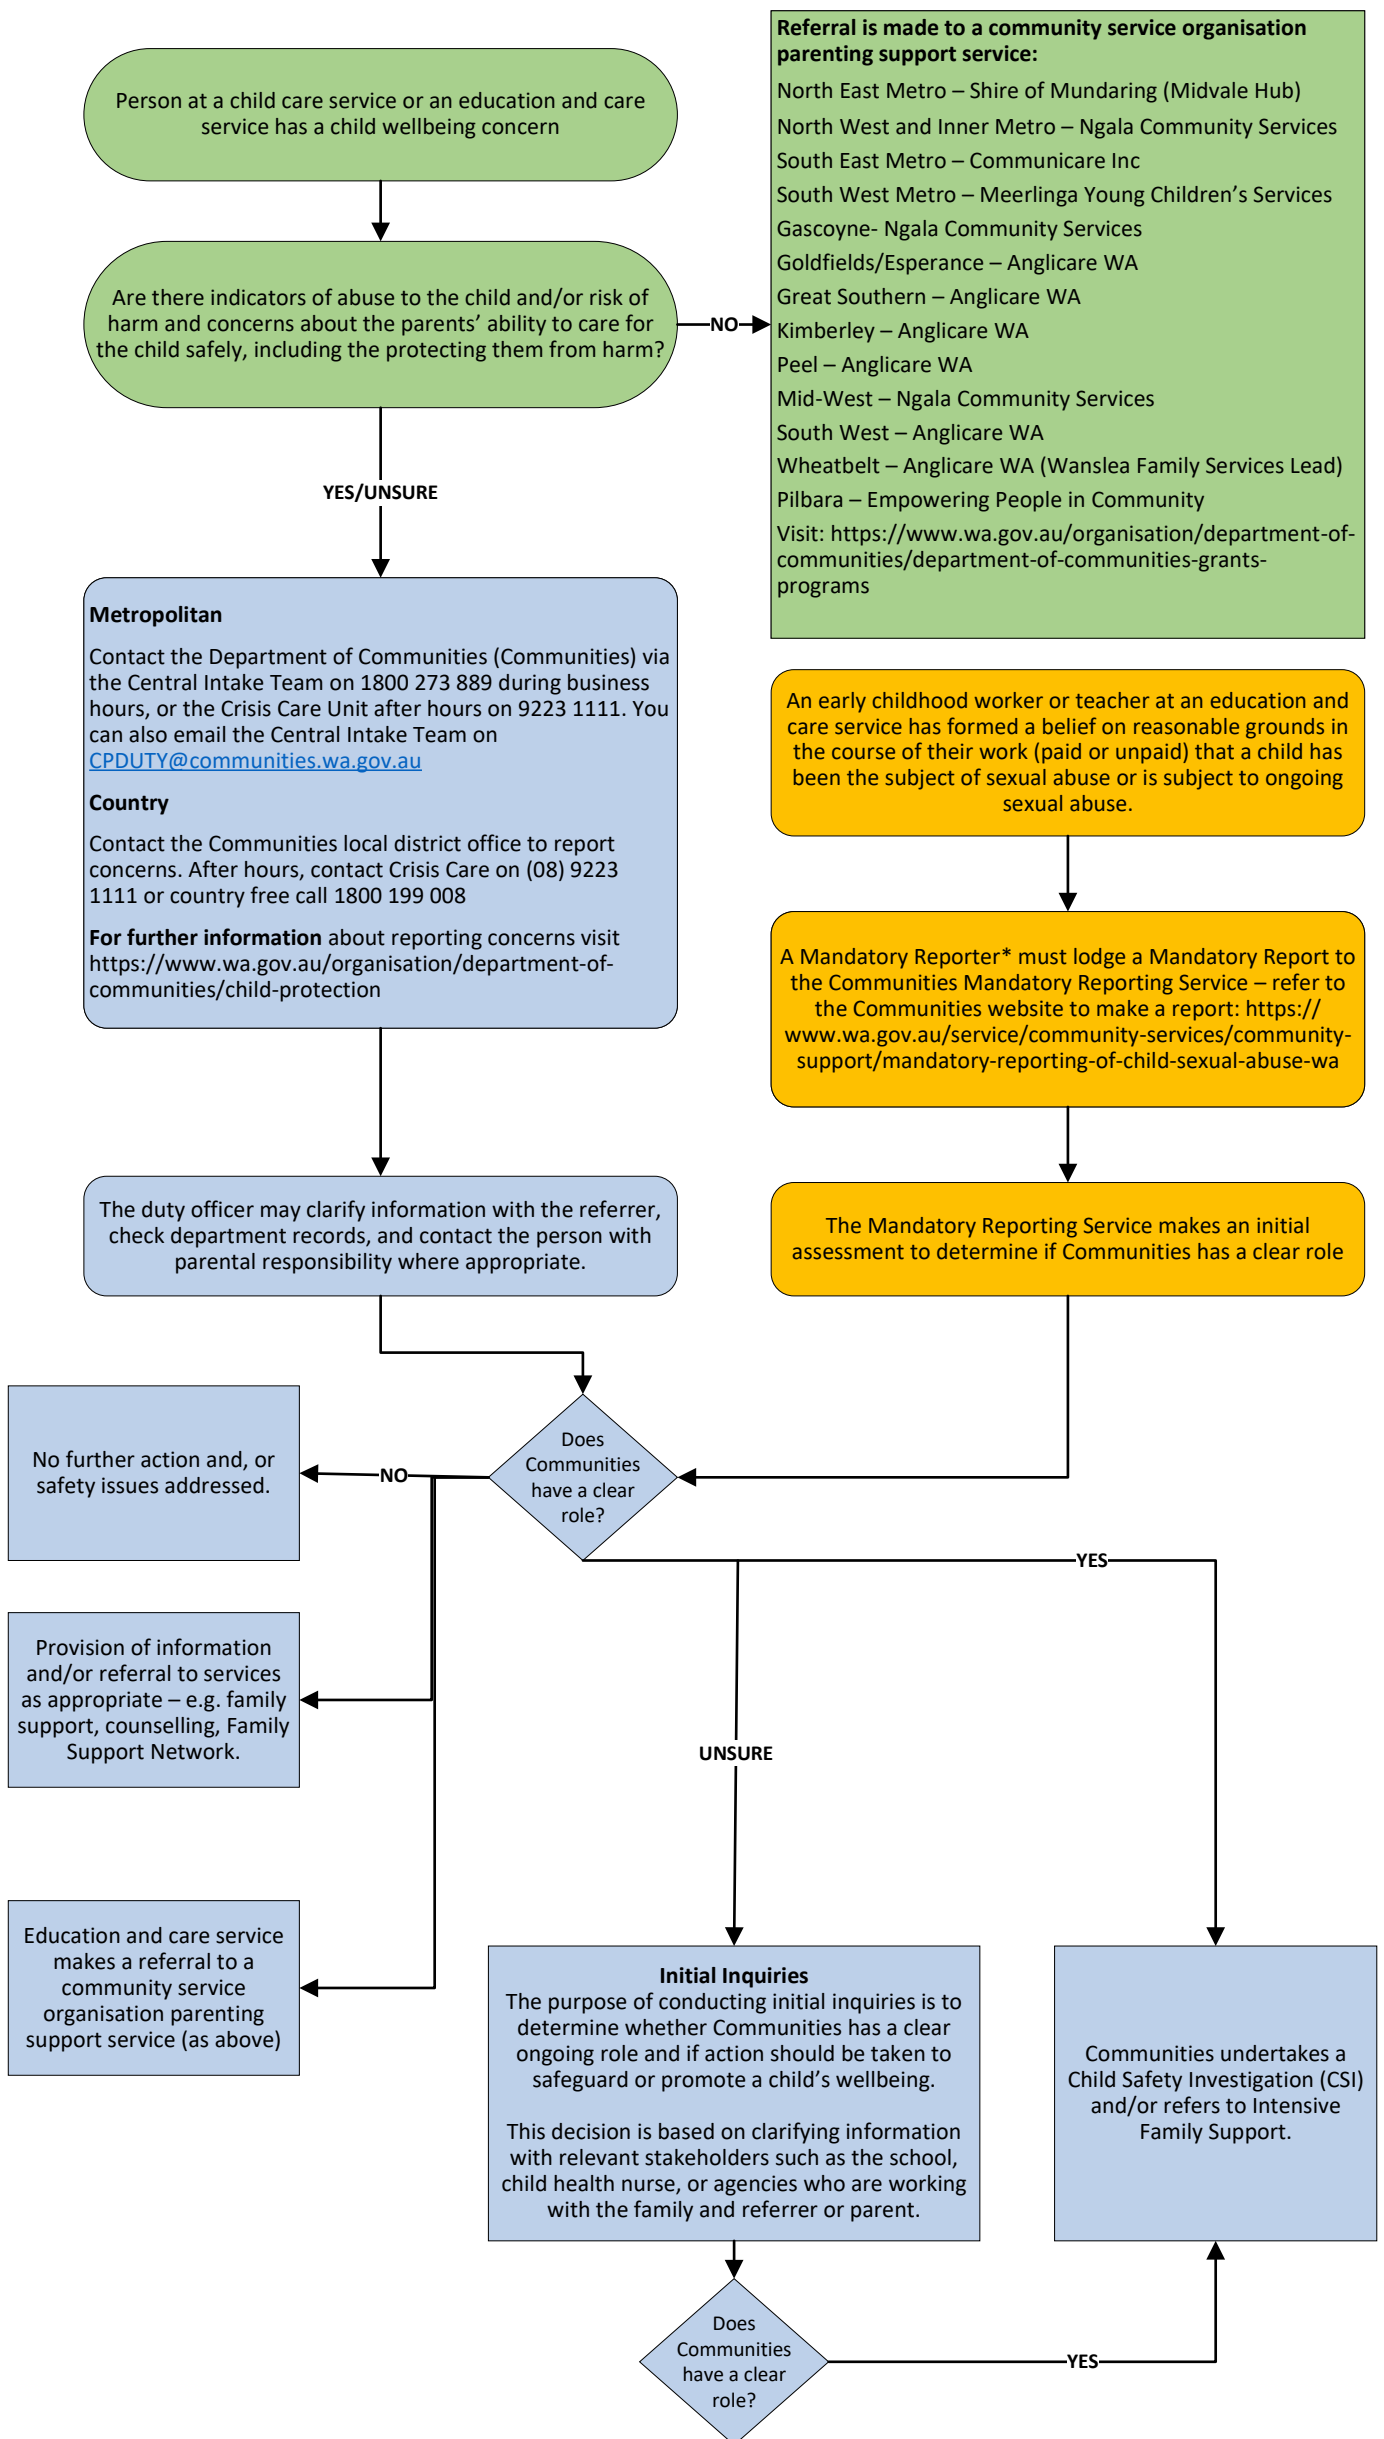 Person at a child care service or an education and care
service has a child wellbeing concern
Are there indicators of abuse to the child and/or risk of
harm and concerns about the parents’ ability to care for
the child safely, including the protecting them from harm?
NO
Referral is made to a community service organisation
parenting support service:
North East Metro – Shire of Mundaring (Midvale Hub)
North West and Inner Metro – Ngala Community Services
South East Metro – Communicare Inc
South West Metro – Meerlinga Young Children’s Services
Gascoyne- Ngala Community Services
Goldfields/Esperance – Anglicare WA
Great Southern – Anglicare WA
Kimberley – Anglicare WA
Peel – Anglicare WA
Mid-West – Ngala Community Services
South West – Anglicare WA
Wheatbelt – Anglicare WA (Wanslea Family Services Lead)
Pilbara – Empowering People in Community
Visit: https://www.wa.gov.au/organisation/department-of-
communities/department-of-communities-grants-
programs
YES/UNSURE
Metropolitan
Contact the Department of Communities (Communities) via
the Central Intake Team on 1800 273 889 during business
hours, or the Crisis Care Unit after hours on 9223 1111. You
can also email the Central Intake Team on
CPDUTY@communities.wa.gov.au
Country
Contact the Communities local district office to report
concerns. After hours, contact Crisis Care on (08) 9223
1111 or country free call 1800 199 008
For further information about reporting concerns visit
https://www.wa.gov.au/organisation/department-of-
communities/child-protection
An early childhood worker or teacher at an education and
care service has formed a belief on reasonable grounds in
the course of their work (paid or unpaid) that a child has
been the subject of sexual abuse or is subject to ongoing
sexual abuse.
A Mandatory Reporter* must lodge a Mandatory Report to
the Communities Mandatory Reporting Service – refer to
the Communities website to make a report: https://
www.wa.gov.au/service/community-services/community-
support/mandatory-reporting-of-child-sexual-abuse-wa
The duty officer may clarify information with the referrer,
check department records, and contact the person with
parental responsibility where appropriate.
The Mandatory Reporting Service makes an initial
assessment to determine if Communities has a clear role
Does
Communities
have a clear
role?
NO
No further action and, or
safety issues addressed.
YES
Provision of information
and/or referral to services
as appropriate – e.g. family
support, counselling, Family
Support Network.
UNSURE
Education and care service
makes a referral to a
community service
organisation parenting
support service (as above)
Initial Inquiries
The purpose of conducting initial inquiries is to
determine whether Communities has a clear
ongoing role and if action should be taken to
safeguard or promote a child’s wellbeing.
This decision is based on clarifying information
with relevant stakeholders such as the school,
child health nurse, or agencies who are working
with the family and referrer or parent.
Communities undertakes a
Child Safety Investigation (CSI)
and/or refers to Intensive
Family Support.
Does
Communities
have a clear
role?
YES